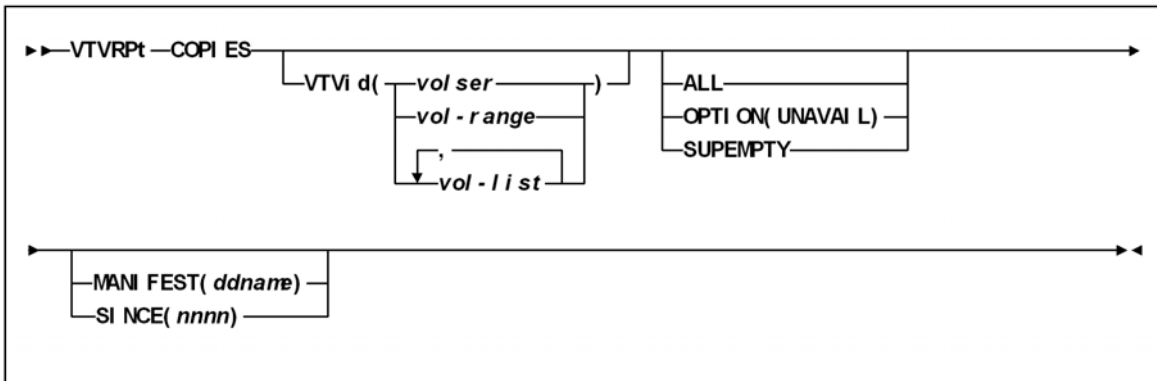 VTVRPt COPIES
VTVid( volser )
vol-range
,
vol-list
ALL
OPTION(UNAVAIL)
SUPEMPTY
MANIFEST(ddname)
SINCE(nnnn)